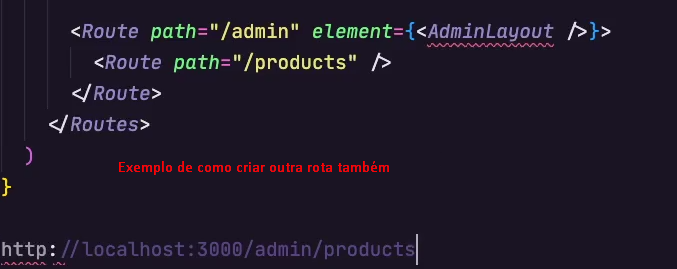 <Route path="/admin" element={<AdminLayout />}>
<Route path="/products" />
</Route>
</Routes>
)
Exemplo de como criar outra rota também
}
http://localhost:3000/admin/products